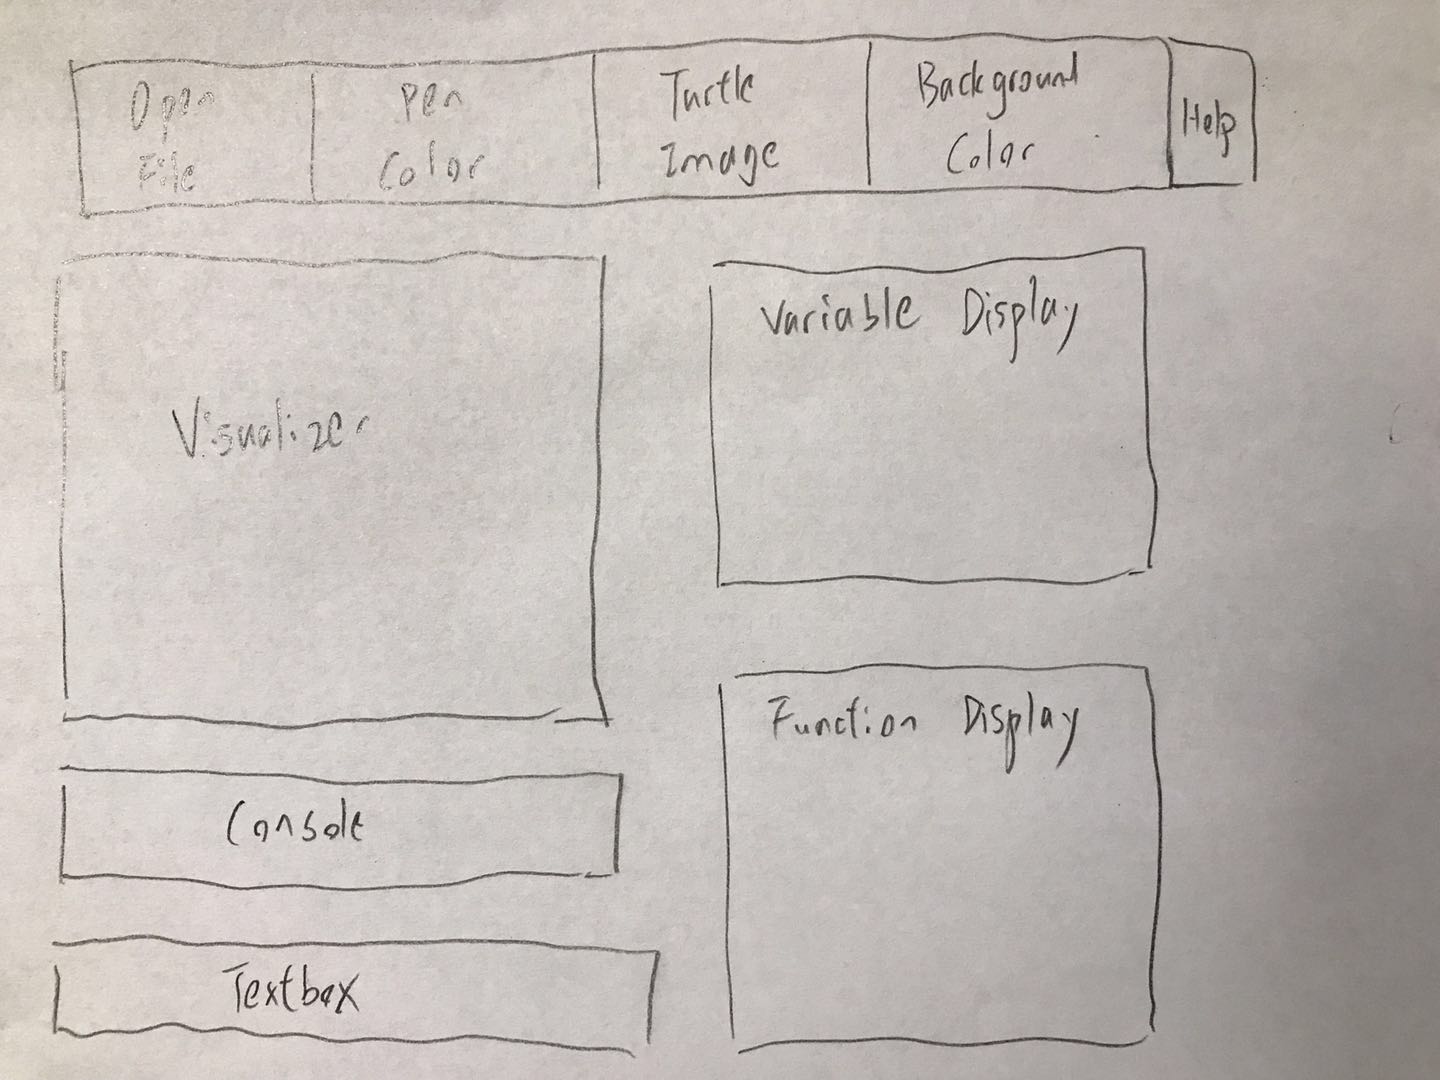 Open
File
Pen
Color
Turtle
Image
Background
Color
Help
Visualizer
Variable Display
Function Display
Console
Textbox